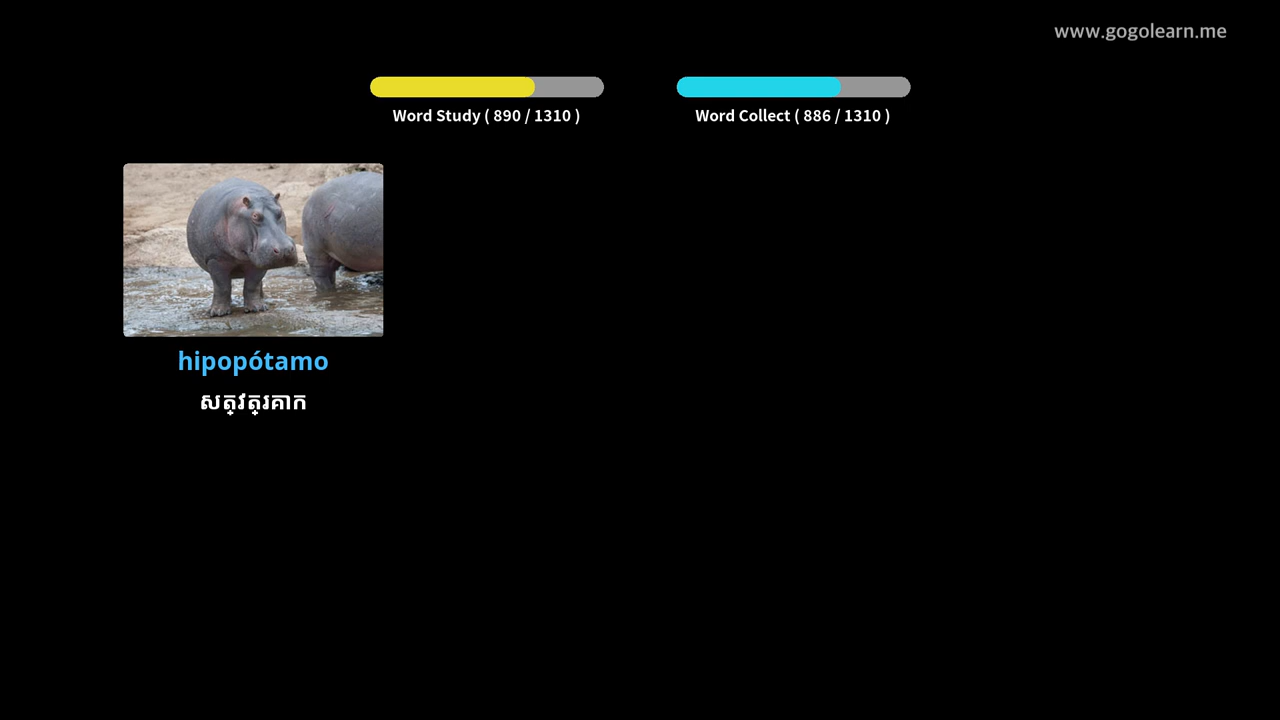 www.gogolearn.me
Word Study ( 890 / 1310 )
Word Collect ( 886 / 1310 )
hipopótamo
សត្វត្រគាក